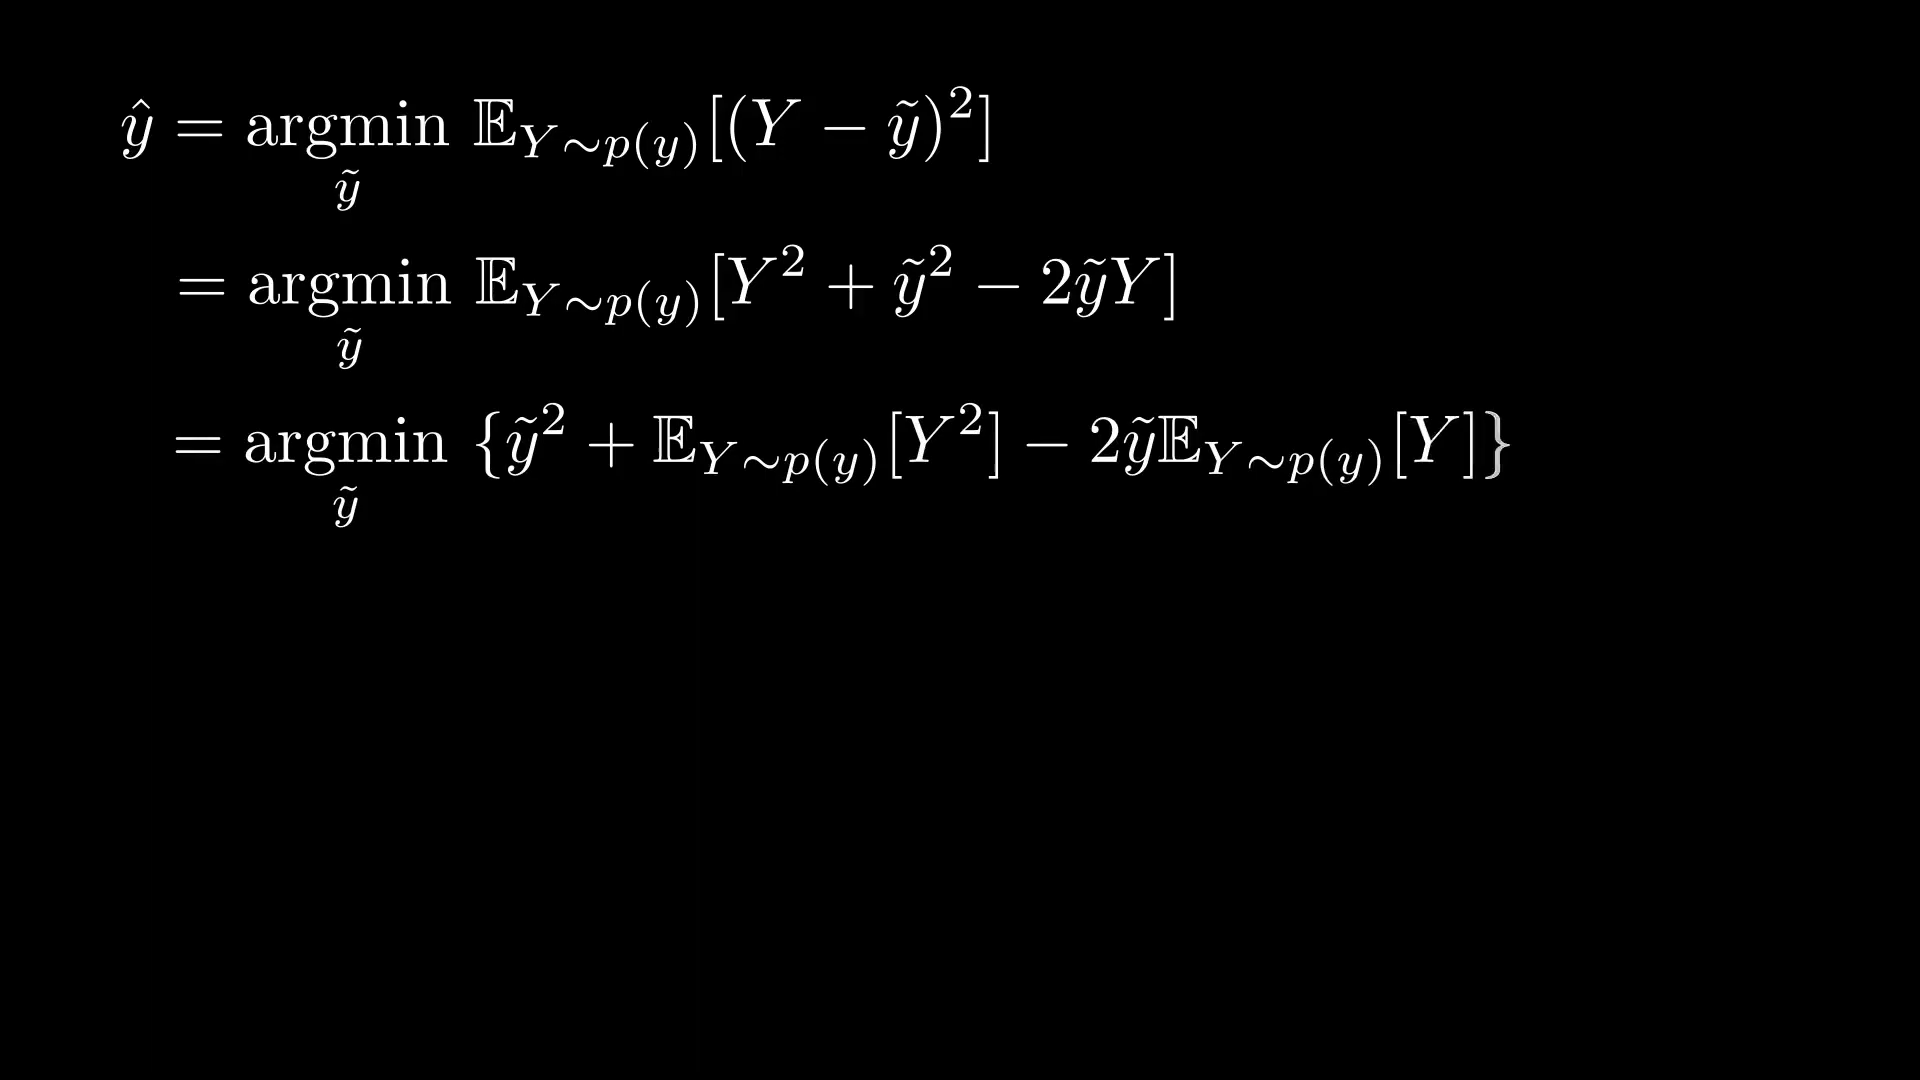 ŷ = argmin_ỹ 𝔼_{Y∼p(y)}[(Y − ỹ)²]
= argmin_ỹ 𝔼_{Y∼p(y)}[Y² + ỹ² − 2ỹY]
= argmin_ỹ {ỹ² + 𝔼_{Y∼p(y)}[Y²] − 2ỹ𝔼_{Y∼p(y)}[Y]}